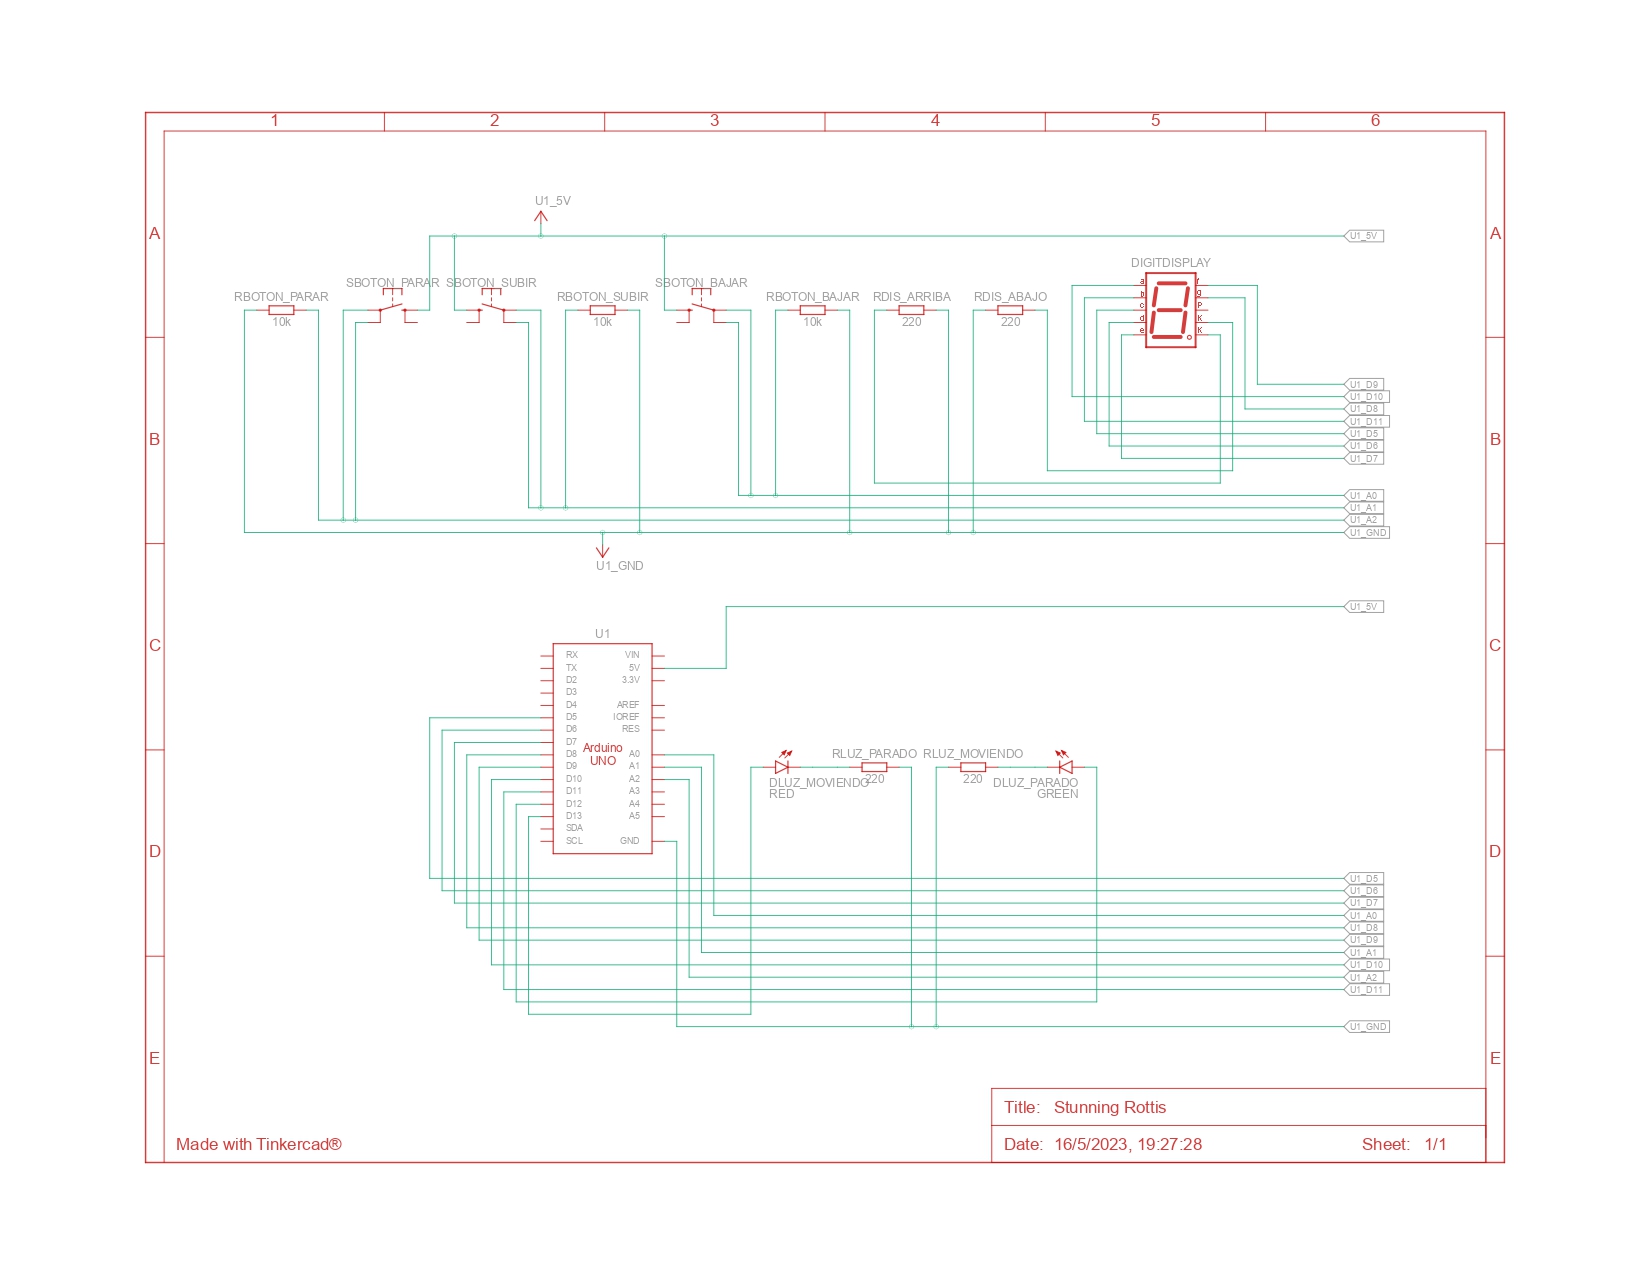 1 2 3 4 5 6
U1_5V
A A
U1_5V
DIGITDISPLAY
SBOTON_PARAR SBOTON_SUBIR SBOTON_BAJAR
RBOTON_PARAR RBOTON_SUBIR RBOTON_BAJAR RDIS_ARRIBA RDIS_ABAJO
10k 10k 10k 220 220
a f
b g
c P
d K
e K
U1_D9
U1_D10
U1_D8
U1_D11
U1_D5
B B
U1_D6
U1_D7
U1_A0
U1_A1
U1_A2
U1_GND
U1_GND
U1_5V
U1
C C
RX VIN
TX 5V
D2 3.3V
D3
D4 AREF
D5 IOREF
D6 RES
D7
Arduino
UNO
D8 A0
D9 A1
D10 A2
D11 A3
D12 A4
D13 A5
SDA
SCL GND
RLUZ_PARADO RLUZ_MOVIENDO
220 220
DLUZ_MOVIENDO DLUZ_PARADO
RED GREEN
D D
U1_D5
U1_D6
U1_D7
U1_A0
U1_D8
U1_D9
U1_A1
U1_D10
U1_A2
U1_D11
U1_GND
E E
Title: Stunning Rottis
Made with Tinkercad®
Date: 16/5/2023, 19:27:28 Sheet: 1/1